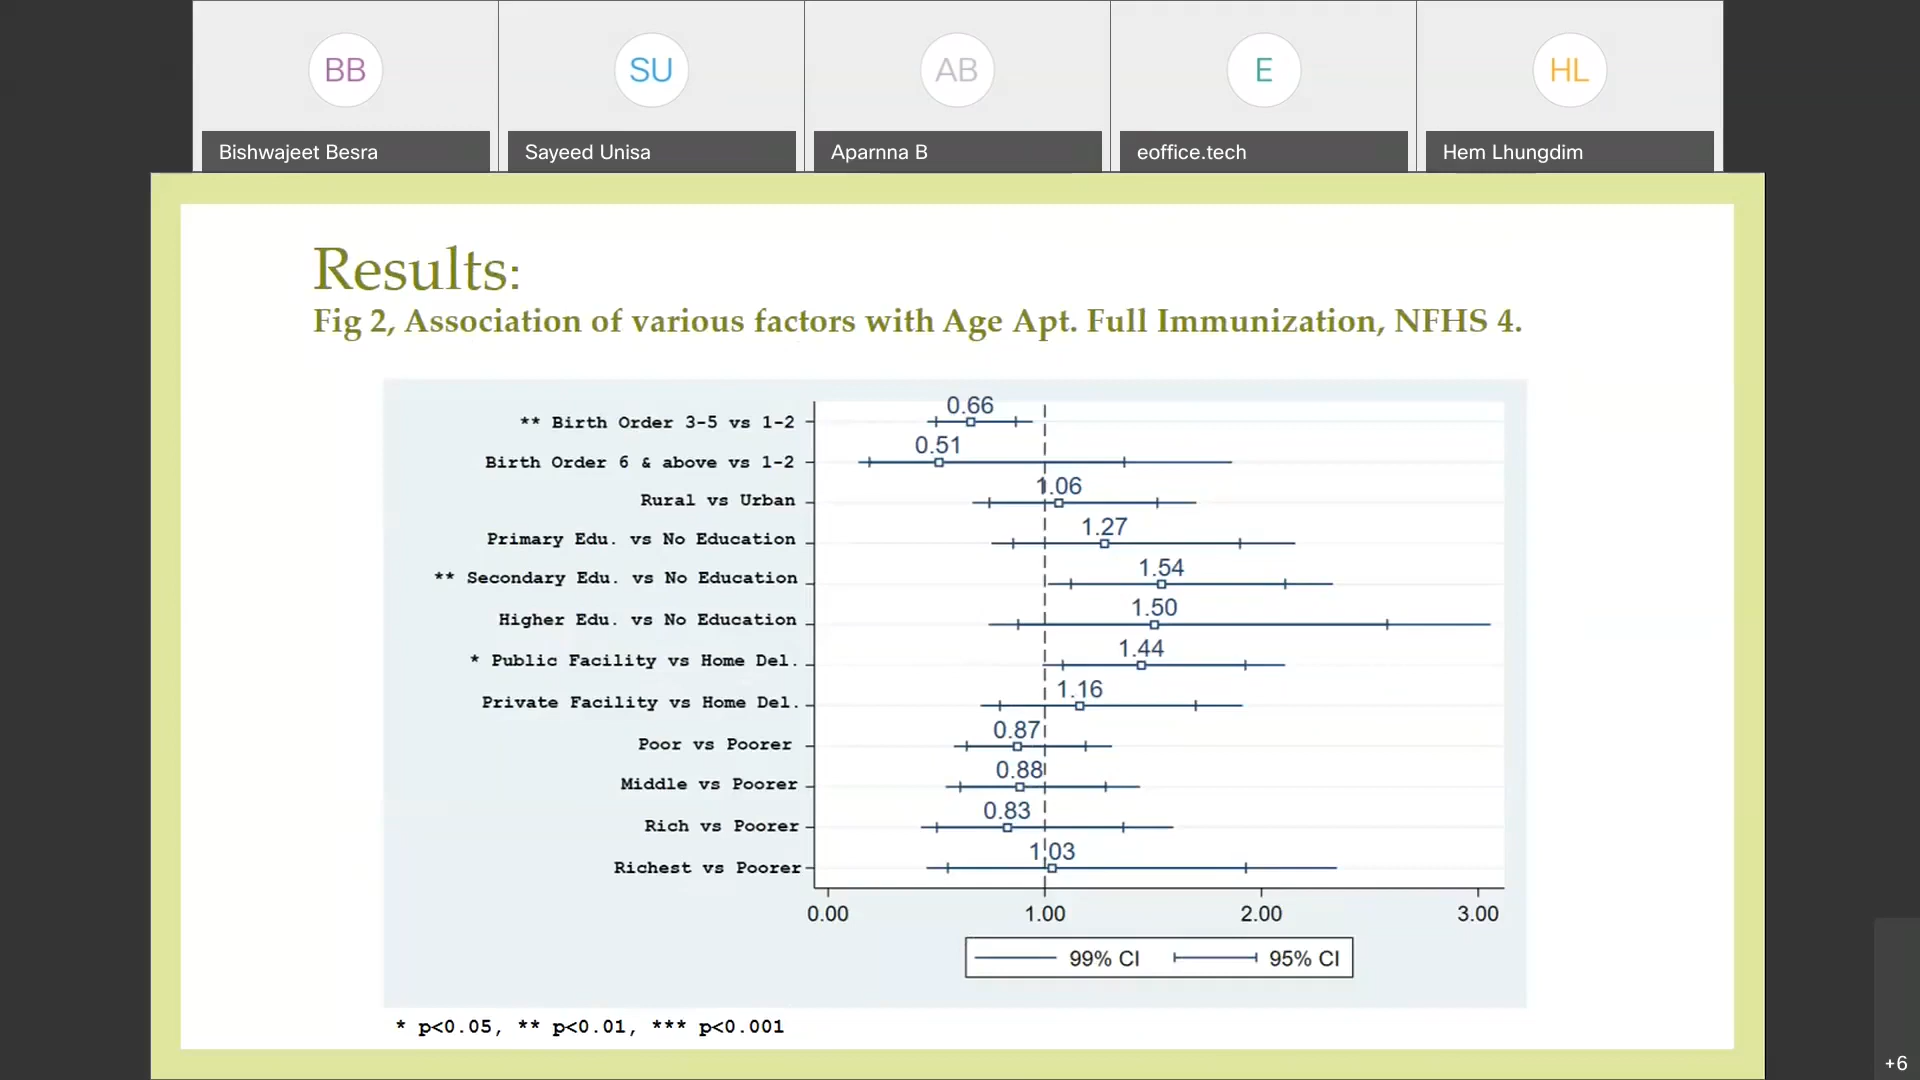 BB
SU
AB
E
HL
Bishwajeet Besra
Sayeed Unisa
Aparnna B
eoffice.tech
Hem Lhungdim
Results:
Fig 2, Association of various factors with Age Apt. Full Immunization, NFHS 4.
** Birth Order 3-5 vs 1-2
0.66
Birth Order 6 & above vs 1-2
0.51
Rural vs Urban
1.06
Primary Edu. vs No Education
1.27
** Secondary Edu. vs No Education
1.54
Higher Edu. vs No Education
1.50
* Public Facility vs Home Del.
1.44
Private Facility vs Home Del.
1.16
Poor vs Poorer
0.87
Middle vs Poorer
0.88
Rich vs Poorer
0.83
Richest vs Poorer
1.03
0.00 1.00 2.00 3.00
99% CI 95% CI
* p<0.05, ** p<0.01, *** p<0.001
+6